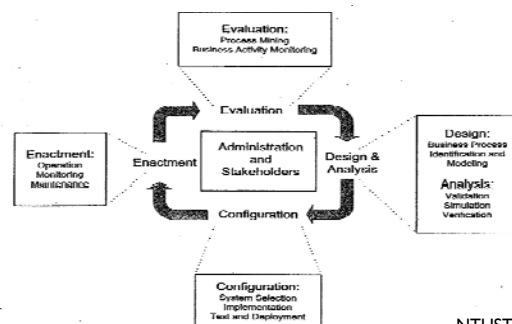 Evaluation:
Process Mining
Business Activity Monitoring
Evaluation
Enactment:
Operation
Monitoring
Maintenance
Enactment
Administration
and
Stakeholders
Design &
Analysis
Design:
Business Process
Identification and
Modeling
Analysis:
Validation
Simulation
Verification
Configuration
Configuration:
System Selection
Implementation
Test and Deployment
NTUST